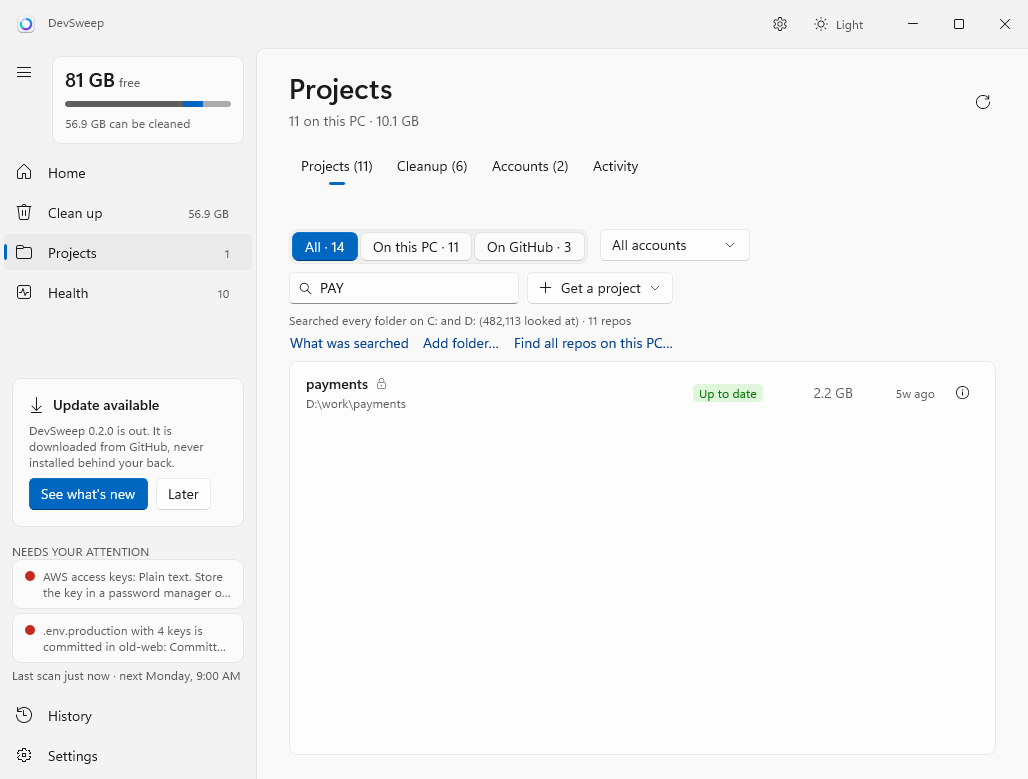 DevSweep
Light
81 GB free
56.9 GB can be cleaned
Home
Clean up 56.9 GB
Projects 1
Health 10
Update available
DevSweep 0.2.0 is out. It is
downloaded from GitHub, never
installed behind your back.
See what's new Later
NEEDS YOUR ATTENTION
AWS access keys: Plain text. Store
the key in a password manager o...
.env.production with 4 keys is
committed in old-web: Committ...
Last scan just now · next Monday, 9:00 AM
History
Settings
Projects
11 on this PC · 10.1 GB
Projects (11) Cleanup (6) Accounts (2) Activity
All · 14 On this PC · 11 On GitHub · 3 All accounts
PAY Get a project
Searched every folder on C: and D: (482,113 looked at) · 11 repos
What was searched Add folder... Find all repos on this PC...
payments Up to date 2.2 GB 5w ago
D:\work\payments